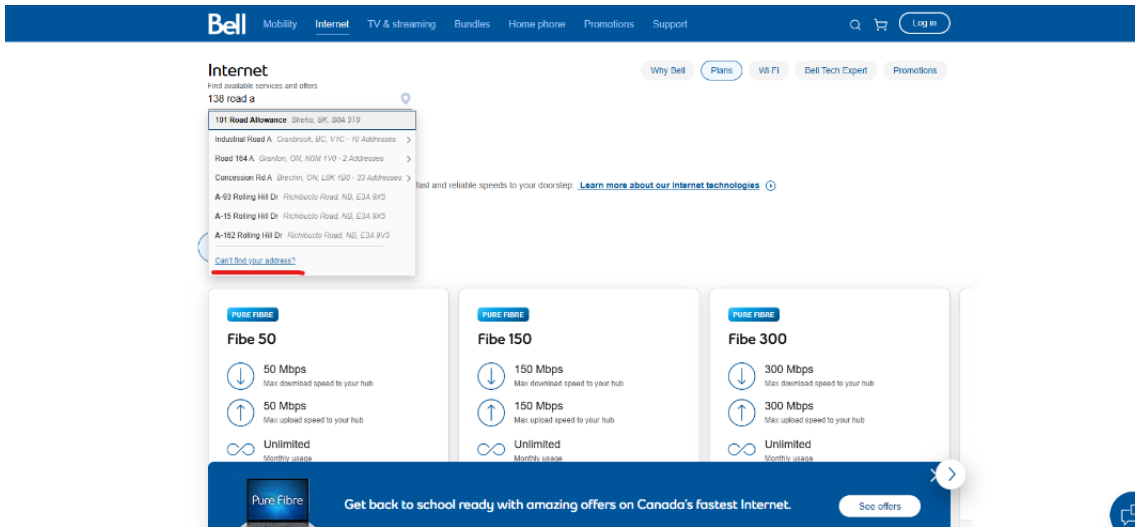 Bell Mobility Internet TV & streaming Bundles Home phone Promotions Support Log in
Internet
Why Bell Plans Wi-Fi Bell Tech Expert Promotions
Find available services and offers
138 road a
101 Road Allowance Sheho, SK, S0A 3T0
Industrial Road A Cranbrook, BC, V1C - 10 Addresses
Road 164 A Granton, ON, N0M 1V0 - 2 Addresses
Concession Rd A Brechin, ON, L0K 1B0 - 33 Addresses
fast and reliable speeds to your doorstep. Learn more about our Internet technologies
A-93 Rolling Hill Dr Richibucto Road, NB, E3A 9X5
A-15 Rolling Hill Dr Richibucto Road, NB, E3A 9X5
A-162 Rolling Hill Dr Richibucto Road, NB, E3A 9V5
Can't find your address?
PURE FIBRE PURE FIBRE PURE FIBRE
Fibe 50 Fibe 150 Fibe 300
50 Mbps 150 Mbps 300 Mbps
Max download speed to your hub Max download speed to your hub Max download speed to your hub
50 Mbps 150 Mbps 300 Mbps
Max upload speed to your hub Max upload speed to your hub Max upload speed to your hub
Unlimited Unlimited Unlimited
Monthly usage Monthly usage Monthly usage
Pure Fibre Get back to school ready with amazing offers on Canada's fastest Internet. See offers